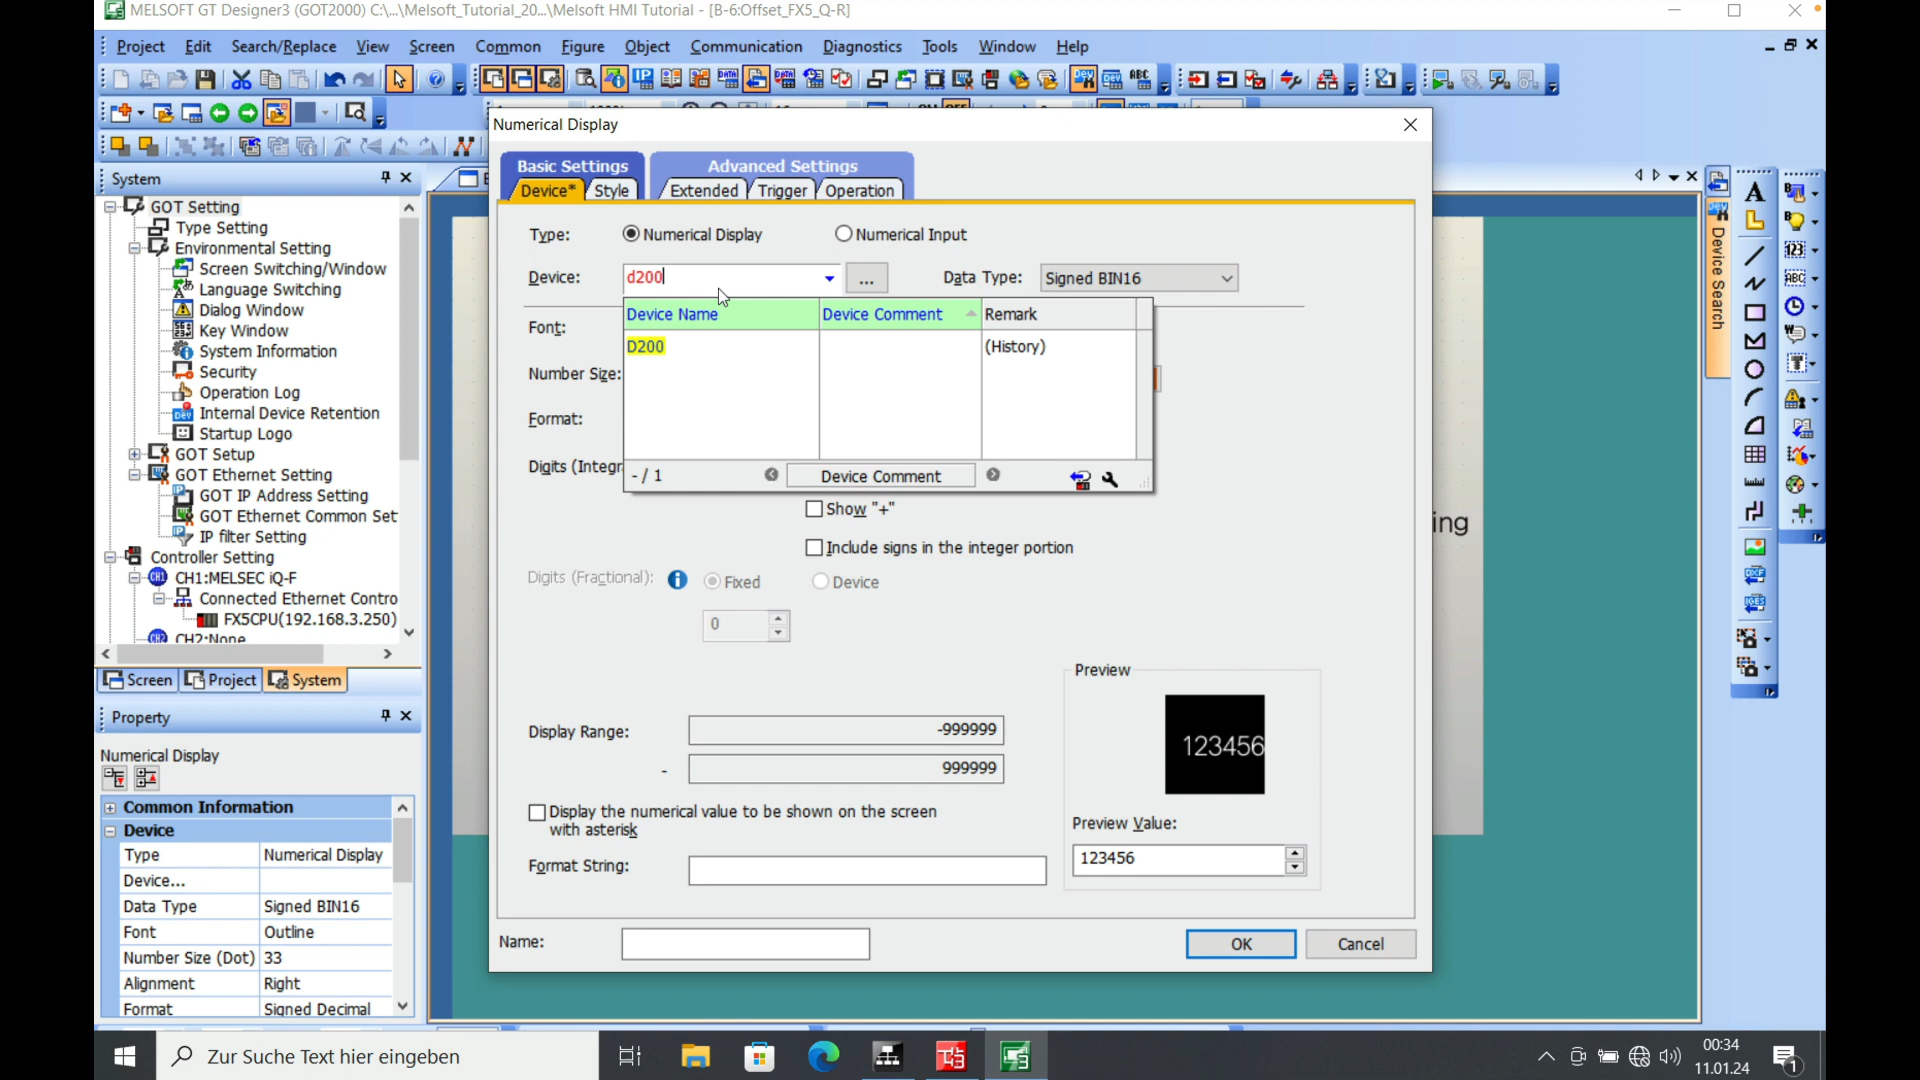 MELSOFT GT Designer3 (GOT2000) C:\...\Melsoft_Tutorial_20...\Melsoft HMI Tutorial - [B-6:Offset_FX5_Q-R]
Project Edit Search/Replace View Screen Common Figure Object Communication Diagnostics Tools Window Help
Numerical Display
Basic Settings Advanced Settings
Device* Style Extended Trigger Operation
System
GOT Setting
Type Setting
Environmental Setting
Screen Switching/Window
Language Switching
Dialog Window
Key Window
System Information
Security
Operation Log
Internal Device Retention
Startup Logo
GOT Setup
GOT Ethernet Setting
GOT IP Address Setting
GOT Ethernet Common Set
IP filter Setting
Controller Setting
CH1:MELSEC iQ-F
Connected Ethernet Contro
FX5CPU(192.168.3.250)
CH2:None
Screen Project System
Property
Numerical Display
Common Information
Device
Type Numerical Display
Device...
Data Type Signed BIN16
Font Outline
Number Size (Dot) 33
Alignment Right
Format Signed Decimal
Type: Numerical Display Numerical Input
Device: d200 ... Data Type: Signed BIN16
Device Name Device Comment Remark
D200 (History)
- / 1 Device Comment
Font:
Number Size:
Format:
Digits (Integr
Show "+"
Include signs in the integer portion
Digits (Fractional): Fixed Device
0
Display Range: -999999
- 999999
Display the numerical value to be shown on the screen
with asterisk
Format String:
Preview
123456
Preview Value:
123456
Name:
OK Cancel
ing
Device Search
Zur Suche Text hier eingeben
00:34
11.01.24
1